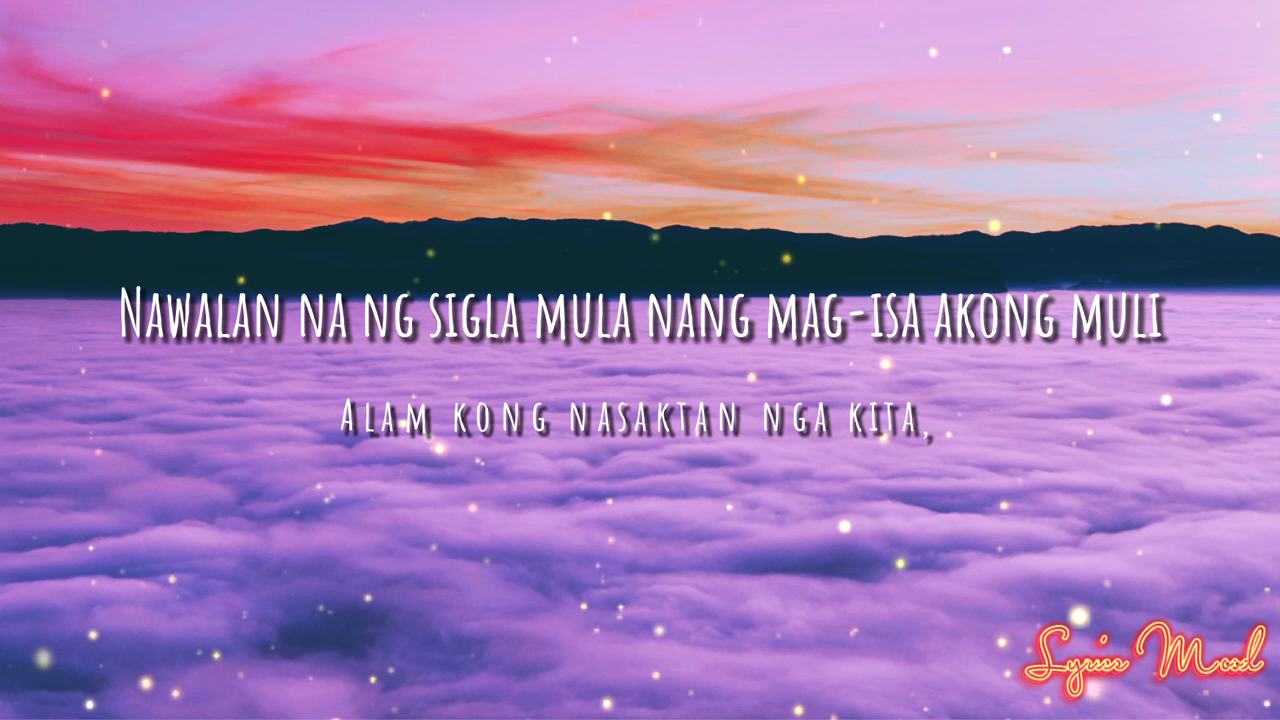 Nawalan na ng sigla mula nang mag-isa akong muli
Alam kong nasaktan nga kita,
Lyrics Mood